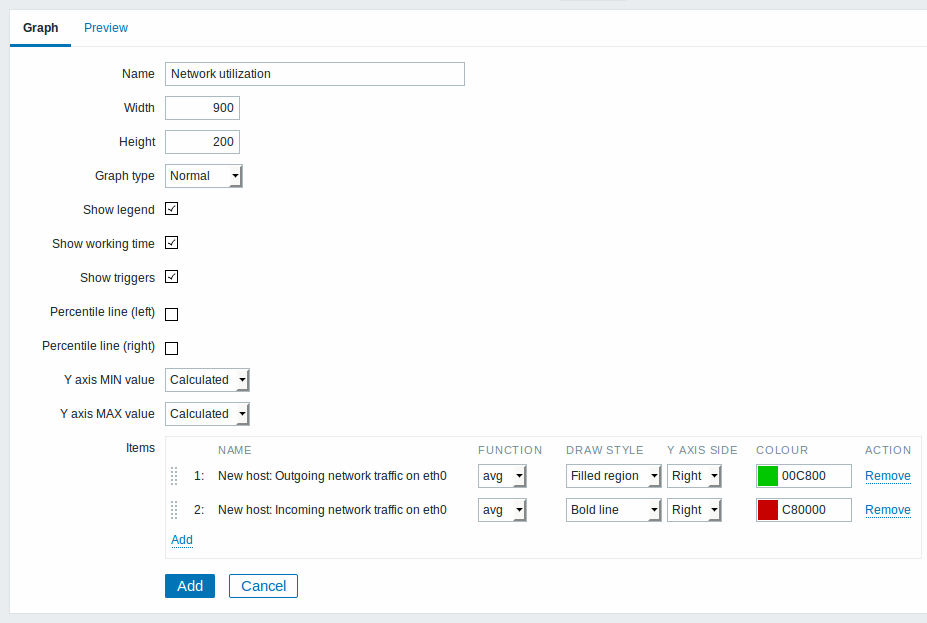 Graph Preview
Name Network utilization
Width 900
Height 200
Graph type Normal
Show legend
Show working time
Show triggers
Percentile line (left)
Percentile line (right)
Y axis MIN value Calculated
Y axis MAX value Calculated
Items NAME FUNCTION DRAW STYLE Y AXIS SIDE COLOUR ACTION
1: New host: Outgoing network traffic on eth0 avg Filled region Right 00C800 Remove
2: New host: Incoming network traffic on eth0 avg Bold line Right C80000 Remove
Add
Add Cancel